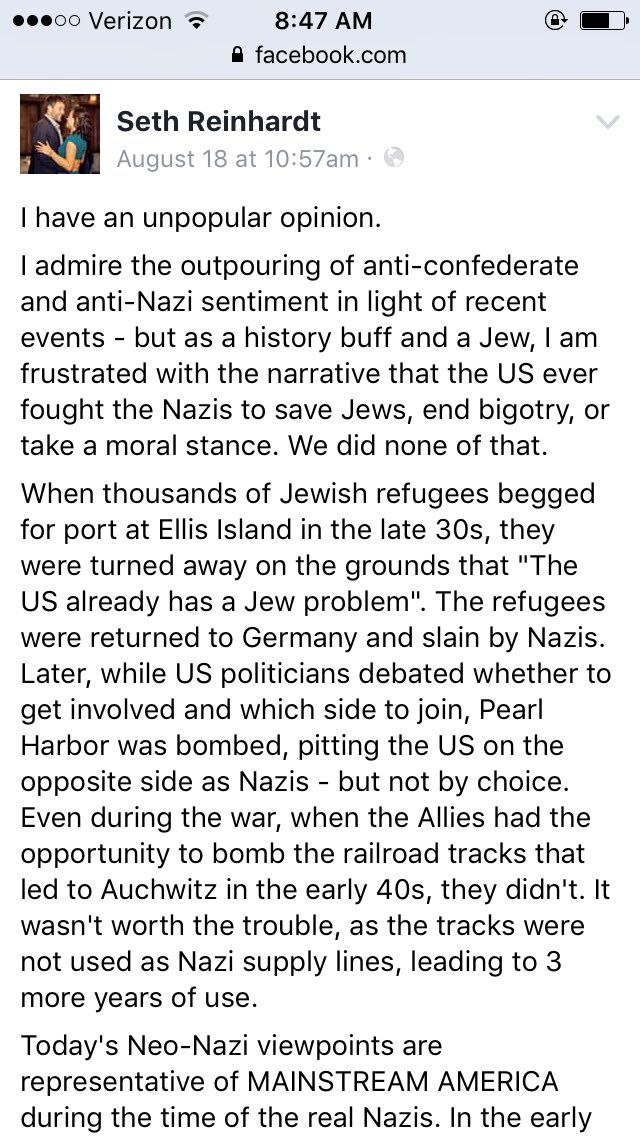 Verizon 8:47 AM
facebook.com
Seth Reinhardt
August 18 at 10:57am ·
I have an unpopular opinion.
I admire the outpouring of anti-confederate
and anti-Nazi sentiment in light of recent
events - but as a history buff and a Jew, I am
frustrated with the narrative that the US ever
fought the Nazis to save Jews, end bigotry, or
take a moral stance. We did none of that.
When thousands of Jewish refugees begged
for port at Ellis Island in the late 30s, they
were turned away on the grounds that "The
US already has a Jew problem". The refugees
were returned to Germany and slain by Nazis.
Later, while US politicians debated whether to
get involved and which side to join, Pearl
Harbor was bombed, pitting the US on the
opposite side as Nazis - but not by choice.
Even during the war, when the Allies had the
opportunity to bomb the railroad tracks that
led to Auchwitz in the early 40s, they didn't. It
wasn't worth the trouble, as the tracks were
not used as Nazi supply lines, leading to 3
more years of use.
Today's Neo-Nazi viewpoints are
representative of MAINSTREAM AMERICA
during the time of the real Nazis. In the early